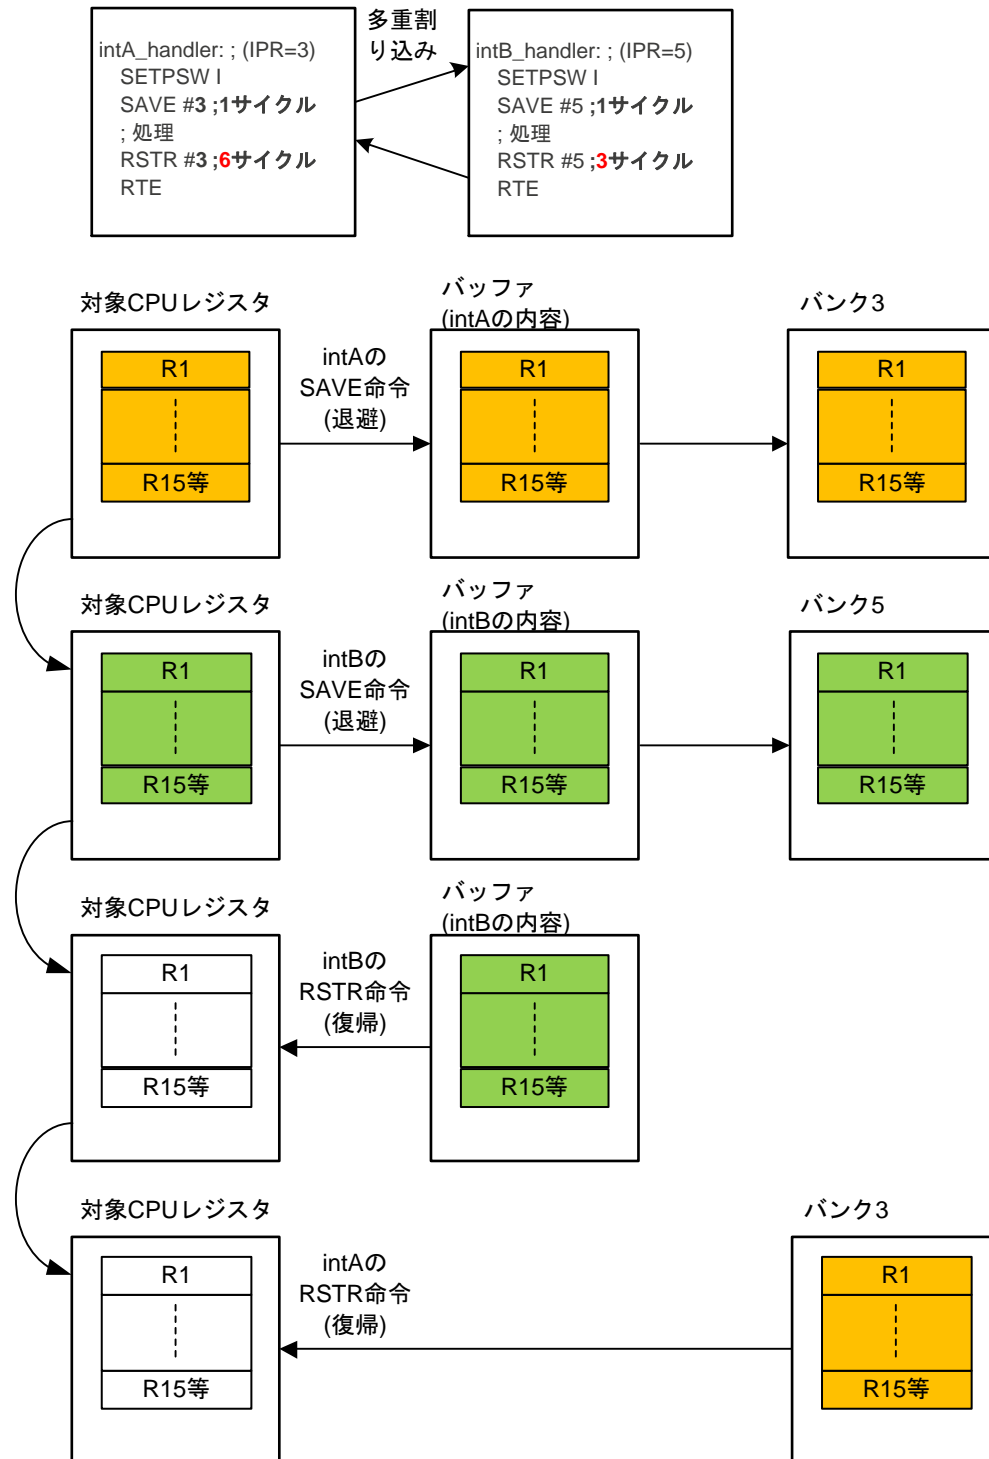 多重割
り込み
intA_handler: ; (IPR=3)
SETPSW I
SAVE #3 ;1サイクル
; 処理
RSTR #3 ;6サイクル
RTE
intB_handler: ; (IPR=5)
SETPSW I
SAVE #5 ;1サイクル
; 処理
RSTR #5 ;3サイクル
RTE
対象CPUレジスタ
R1
R15等
intAの
SAVE命令
(退避)
バッファ
(intAの内容)
R1
R15等
バンク3
R1
R15等
対象CPUレジスタ
R1
R15等
intBの
SAVE命令
(退避)
バッファ
(intBの内容)
R1
R15等
バンク5
R1
R15等
対象CPUレジスタ
R1
R15等
intBの
RSTR命令
(復帰)
バッファ
(intBの内容)
R1
R15等
対象CPUレジスタ
R1
R15等
intAの
RSTR命令
(復帰)
バンク3
R1
R15等